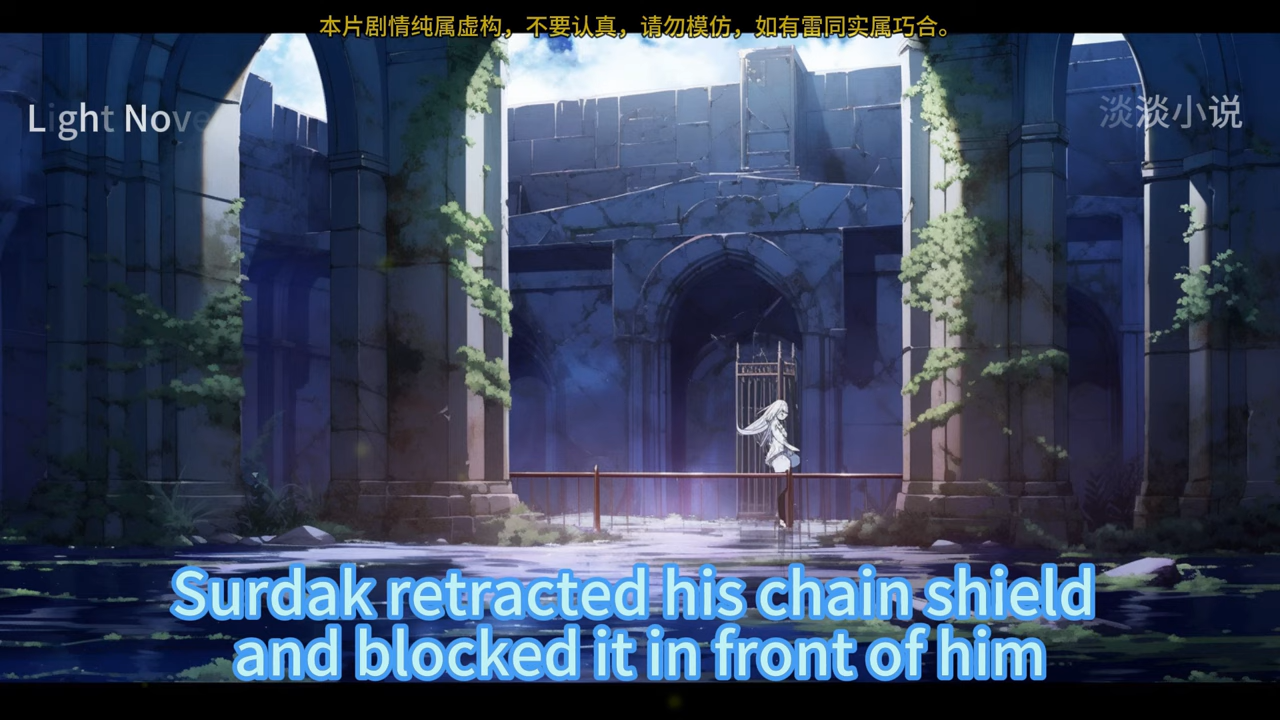 本片剧情纯属虚构，不要认真，请勿模仿，如有雷同实属巧合。
Light Nove
淡淡小说
Surdak retracted his chain shield
and blocked it in front of him